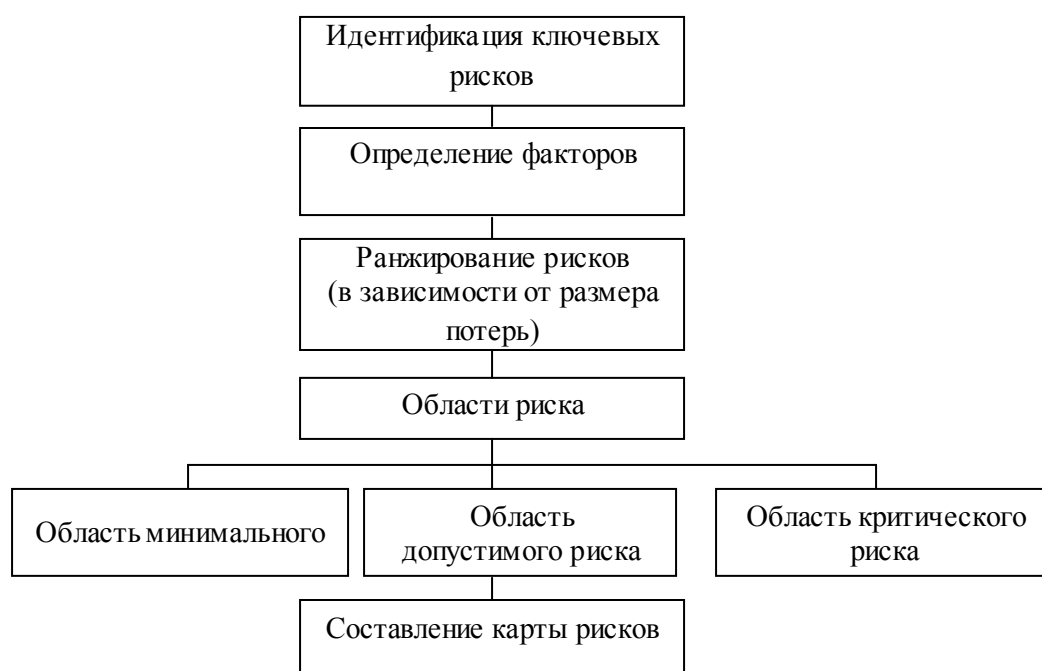 Идентификация ключевых
рисков
Определение факторов
Ранжирование рисков
(в зависимости от размера
потерь)
Области риска
Область минимального
Область
допустимого риска
Область критического
риска
Составление карты рисков